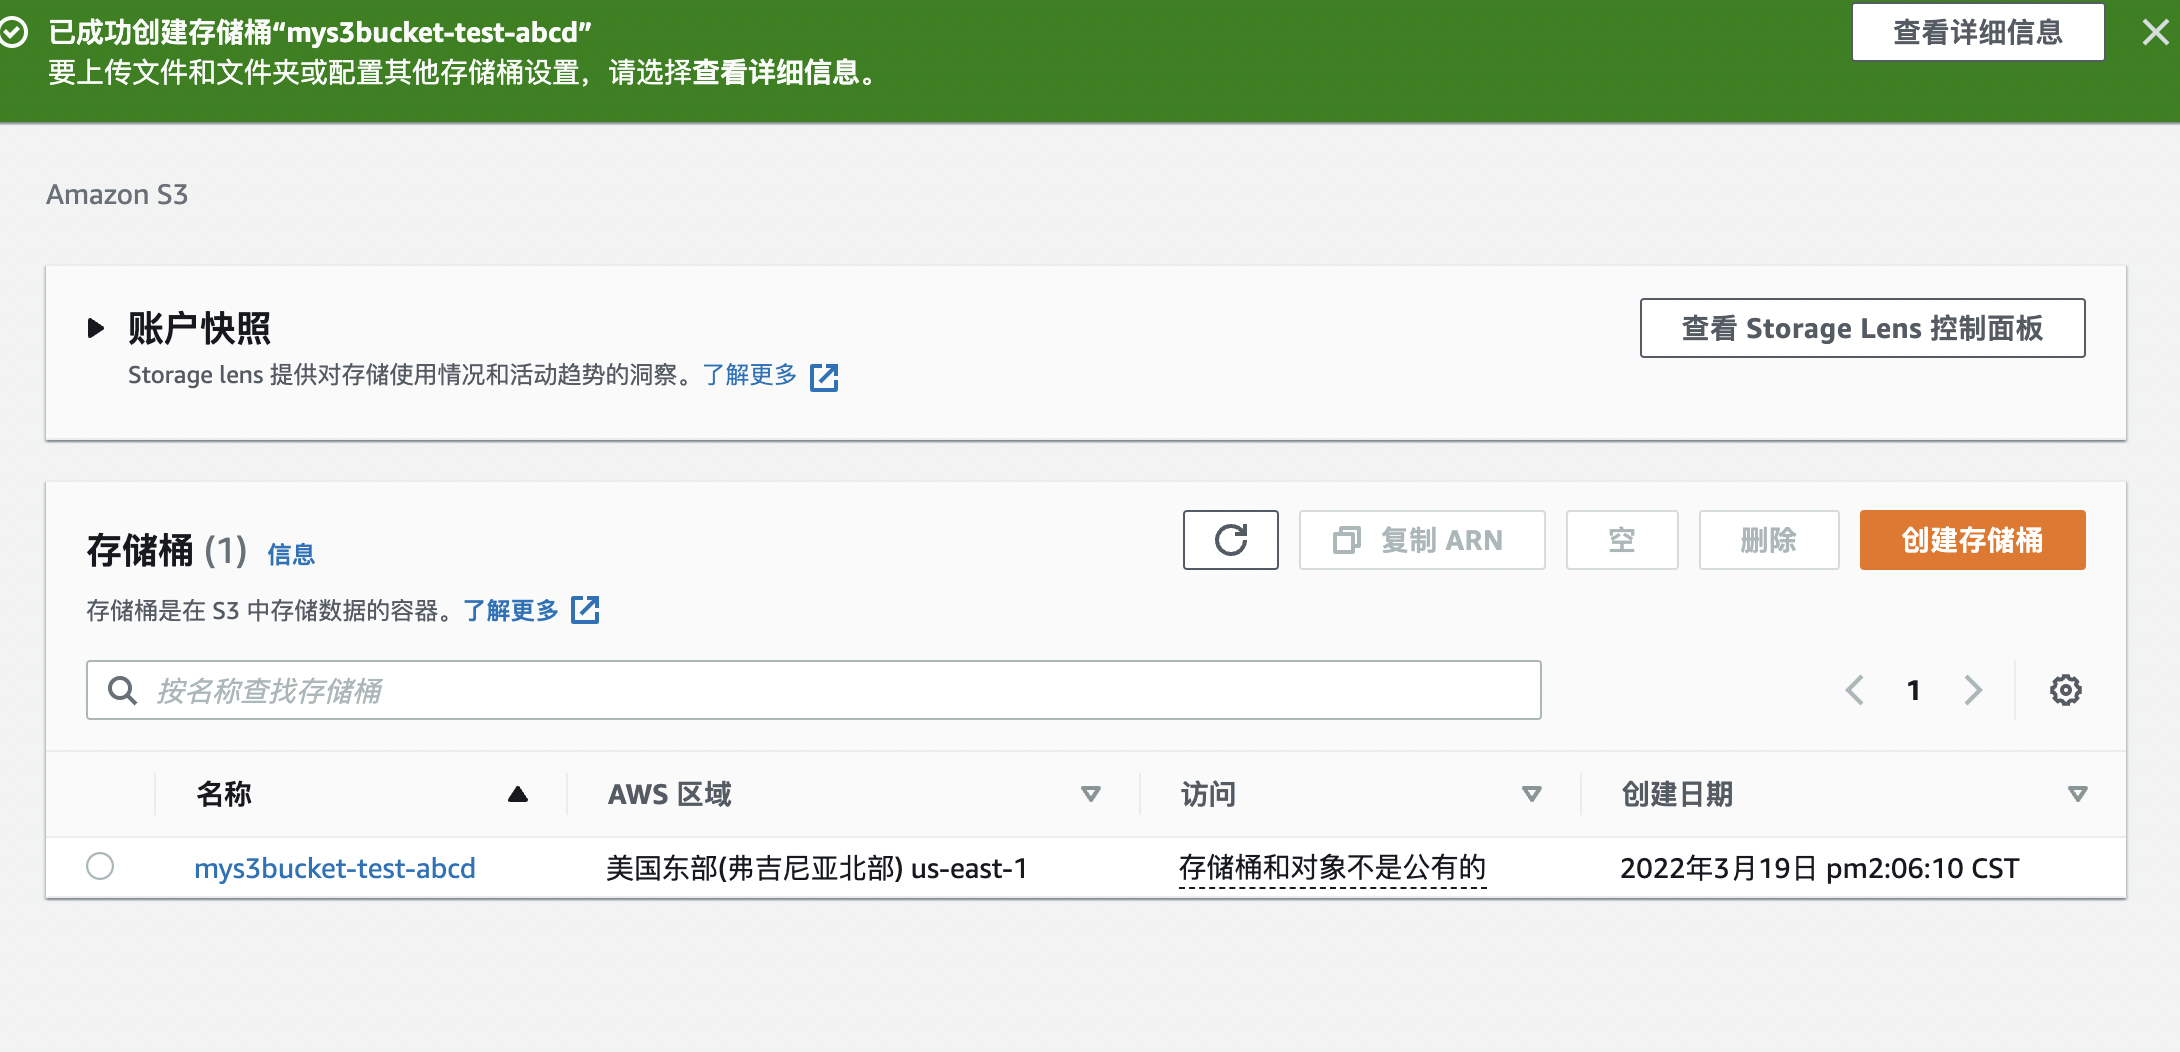 已成功创建存储桶“mys3bucket-test-abcd”
要上传文件和文件夹或配置其他存储桶设置，请选择查看详细信息。
查看详细信息
Amazon S3
账户快照
Storage lens 提供对存储使用情况和活动趋势的洞察。了解更多
查看 Storage Lens 控制面板
存储桶 (1) 信息
存储桶是在 S3 中存储数据的容器。了解更多
复制 ARN
空
删除
创建存储桶
按名称查找存储桶
1
名称 AWS 区域 访问 创建日期
mys3bucket-test-abcd 美国东部(弗吉尼亚北部) us-east-1 存储桶和对象不是公有的 2022年3月19日 pm2:06:10 CST